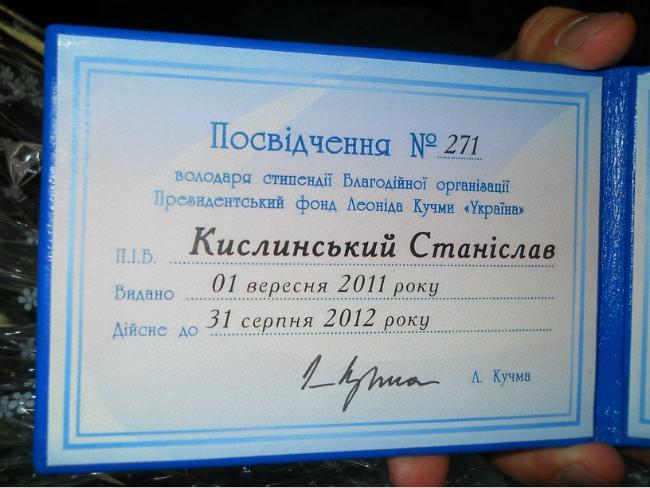 Посвідчення № 271
володаря стипендії Благодійної організації
Президентський фонд Леоніда Кучми «Україна»
П.І.Б. Кислинський Станіслав
Видано 01 вересня 2011 року
Дійсне до 31 серпня 2012 року
Л. Кучма